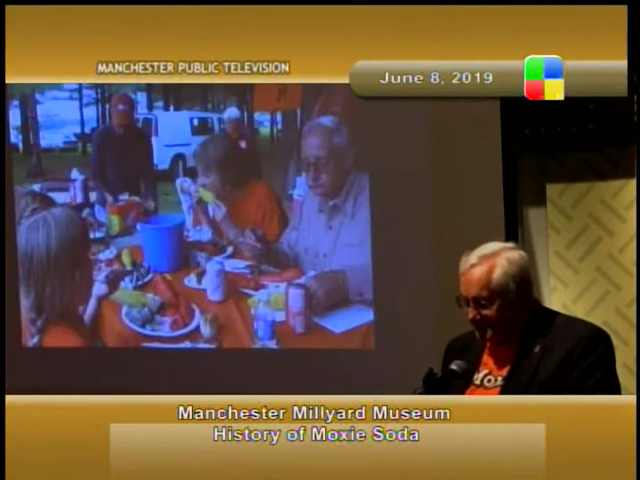 MANCHESTER PUBLIC TELEVISION
June 8, 2019
Manchester Millyard Museum
History of Moxie Soda